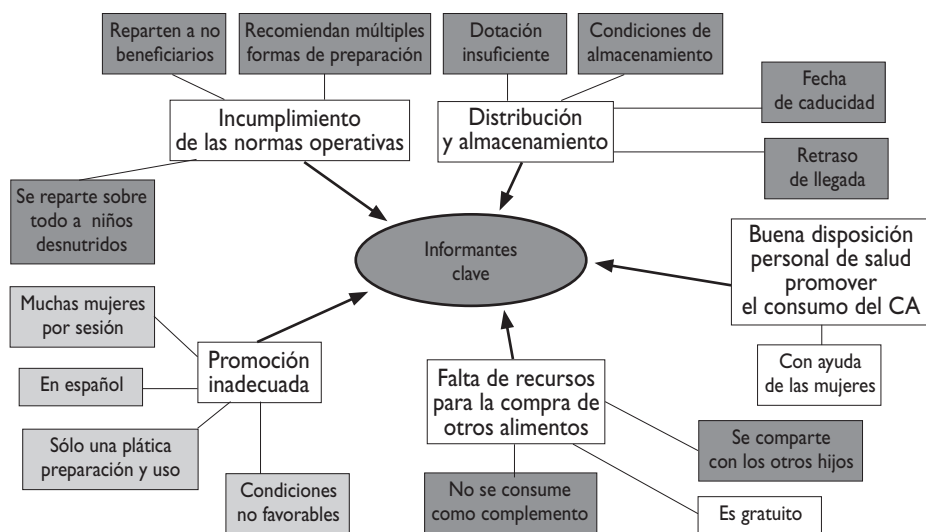 Reparten a no
beneficiarios
Recomiendan múltiples
formas de preparación
Dotación
insuficiente
Condiciones de
almacenamiento
Incumplimiento
de las normas operativas
Distribución
y almacenamiento
Fecha
de caducidad
Retraso
de llegada
Se reparte sobre
todo a niños
desnutridos
Informantes
clave
Buena disposición
personal de salud
promover
el consumo del CA
Con ayuda
de las mujeres
Muchas mujeres
por sesión
En español
Sólo una plática
preparación y uso
Promoción
inadecuada
Condiciones
no favorables
Falta de recursos
para la compra de
otros alimentos
Se comparte
con los otros hijos
No se consume
como complemento
Es gratuito